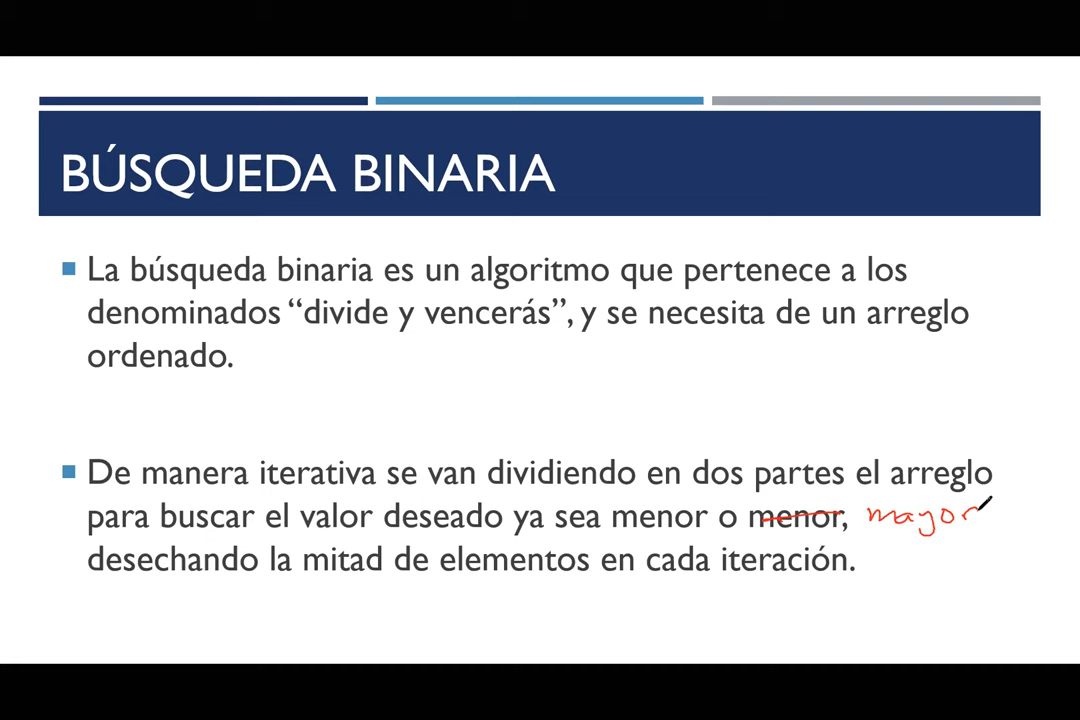 BÚSQUEDA BINARIA
La búsqueda binaria es un algoritmo que pertenece a los
denominados “divide y vencerás”, y se necesita de un arreglo
ordenado.
De manera iterativa se van dividiendo en dos partes el arreglo
para buscar el valor deseado ya sea menor o menor, mayor
desechando la mitad de elementos en cada iteración.